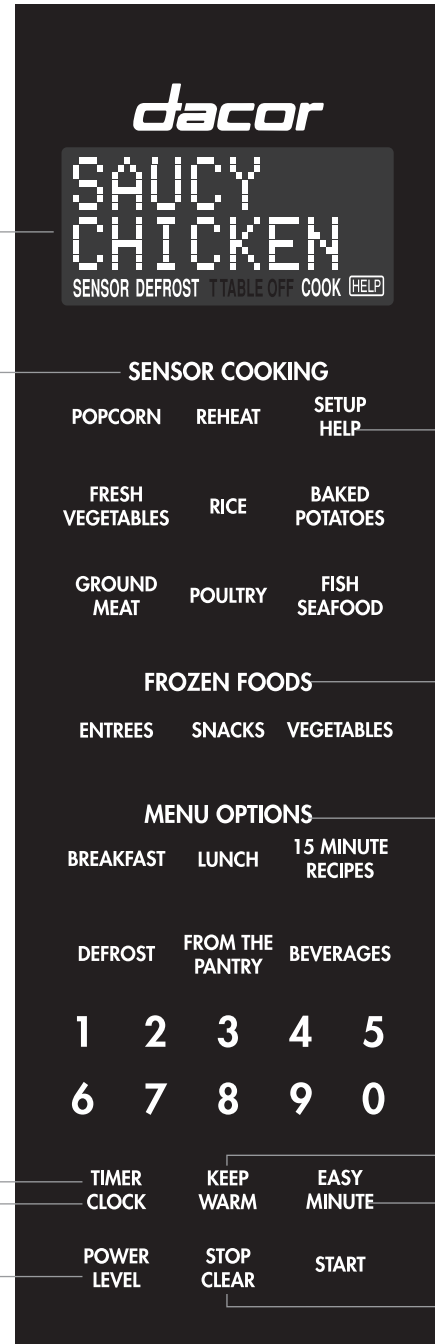 dacor
SAUCY
CHICKEN
SENSOR DEFROST T TABLE OFF COOK HELP
SENSOR COOKING
POPCORN REHEAT SETUP HELP
FRESH VEGETABLES RICE BAKED POTATOES
GROUND MEAT POULTRY FISH SEAFOOD
FROZEN FOODS
ENTREES SNACKS VEGETABLES
MENU OPTIONS
BREAKFAST LUNCH 15 MINUTE RECIPES
DEFROST FROM THE PANTRY BEVERAGES
1 2 3 4 5
6 7 8 9 0
TIMER CLOCK KEEP WARM EASY MINUTE
POWER LEVEL STOP CLEAR START